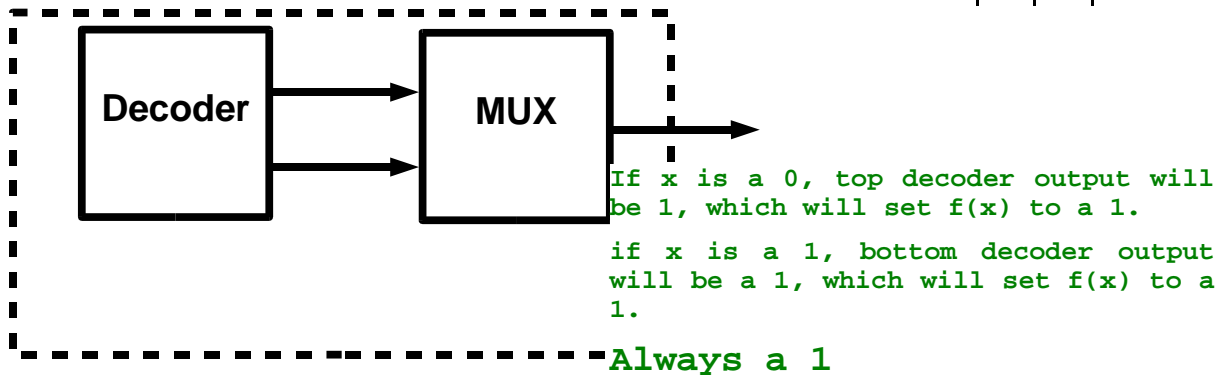 Decoder
MUX
If x is a 0, top decoder output will
be 1, which will set f(x) to a 1.
if x is a 1, bottom decoder output
will be a 1, which will set f(x) to a
1.
Always a 1